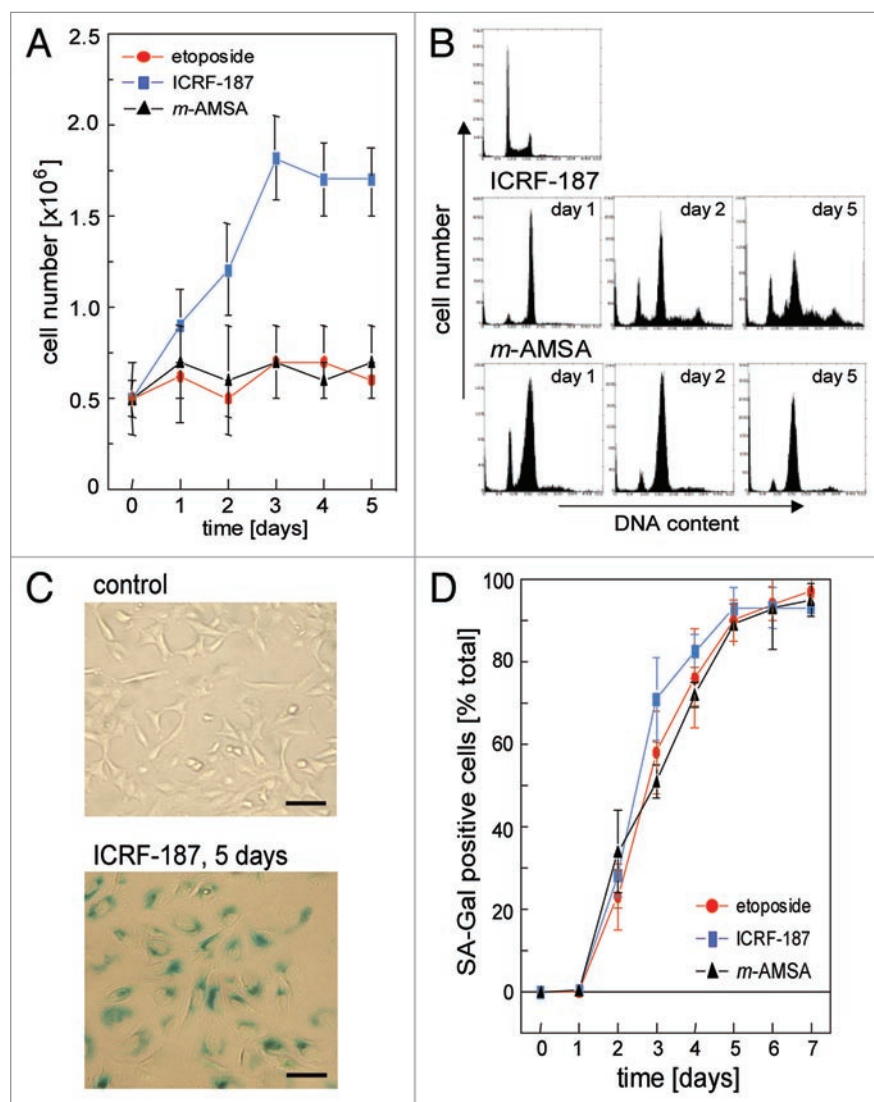 A
2.5
2.0
1.5
1.0
0.5
0
cell number [x10⁶]
etoposide
ICRF-187
m-AMSA
0 1 2 3 4 5
time [days]
B
ICRF-187
day 1
day 2
day 5
m-AMSA
day 1
day 2
day 5
cell number
DNA content
C
control
ICRF-187, 5 days
D
100
80
60
40
20
0
SA-Gal positive cells [% total]
etoposide
ICRF-187
m-AMSA
0 1 2 3 4 5 6 7
time [days]